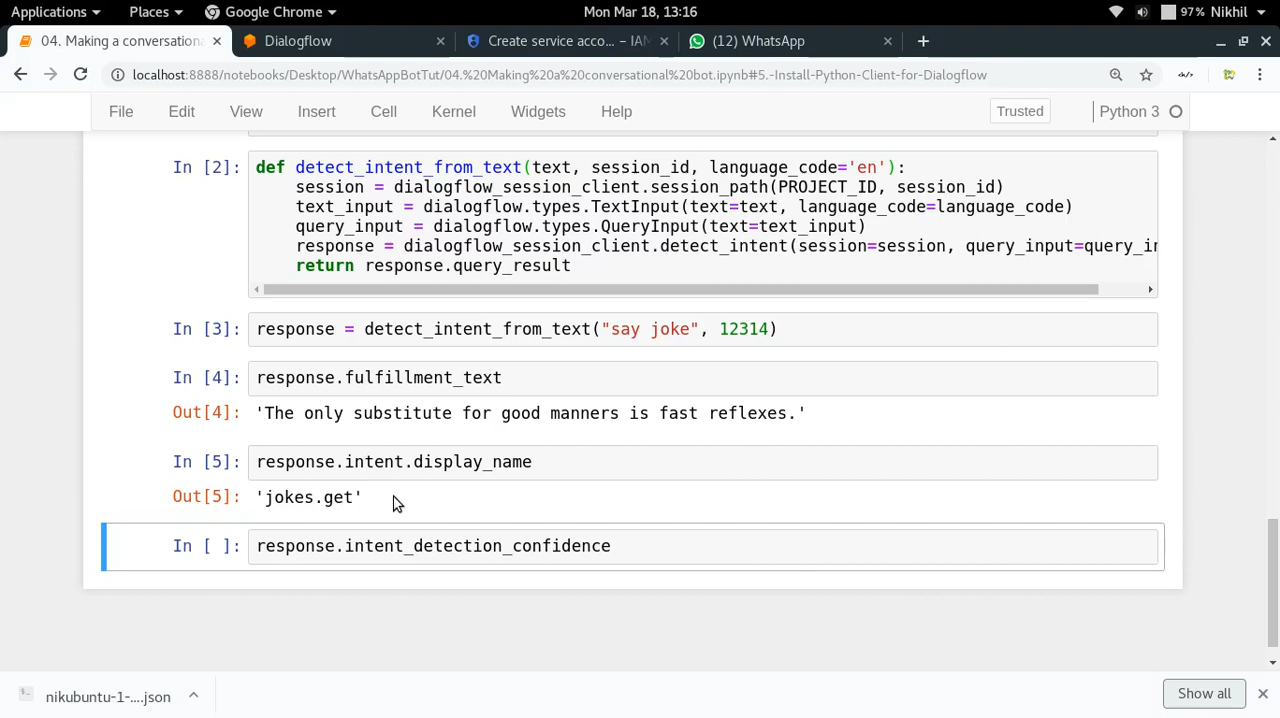 Applications Places Google Chrome Mon Mar 18, 13:16 97% Nikhil
04. Making a conversation Dialogflow Create service acco... – IAM (12) WhatsApp
localhost:8888/notebooks/Desktop/WhatsAppBotTut/04.%20Making%20a%20conversational%20bot.ipynb#5.-Install-Python-Client-for-Dialogflow
File Edit View Insert Cell Kernel Widgets Help Trusted Python 3
In [2]: def detect_intent_from_text(text, session_id, language_code='en'):
session = dialogflow_session_client.session_path(PROJECT_ID, session_id)
text_input = dialogflow.types.TextInput(text=text, language_code=language_code)
query_input = dialogflow.types.QueryInput(text=text_input)
response = dialogflow_session_client.detect_intent(session=session, query_input=query_in
return response.query_result
In [3]: response = detect_intent_from_text("say joke", 12314)
In [4]: response.fulfillment_text
Out[4]: 'The only substitute for good manners is fast reflexes.'
In [5]: response.intent.display_name
Out[5]: 'jokes.get'
In [ ]: response.intent_detection_confidence
nikubuntu-1-....json Show all